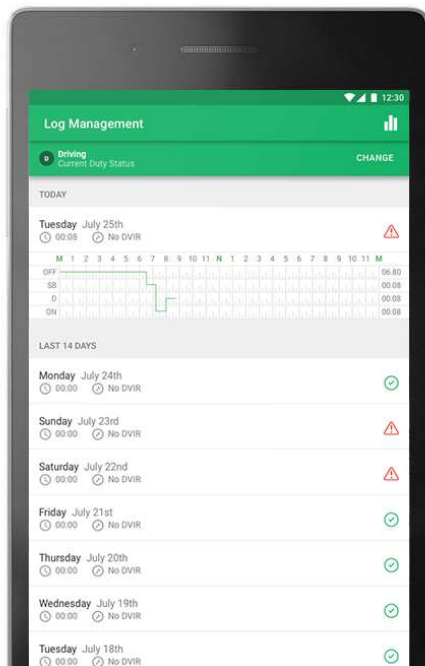 12:30
Log Management
D Driving
Current Duty Status
CHANGE
TODAY
Tuesday July 25th
00:08 No DVIR
M 1 2 3 4 5 6 7 8 9 10 11 N 1 2 3 4 5 6 7 8 9 10 11 M
OFF 06.80
SB 00:08
D 00:08
ON 00:08
LAST 14 DAYS
Monday July 24th
00:00 No DVIR
Sunday July 23rd
00:00 No DVIR
Saturday July 22nd
00:00 No DVIR
Friday July 21st
00:00 No DVIR
Thursday July 20th
00:00 No DVIR
Wednesday July 19th
00:00 No DVIR
Tuesday July 18th
00:00 No DVIR